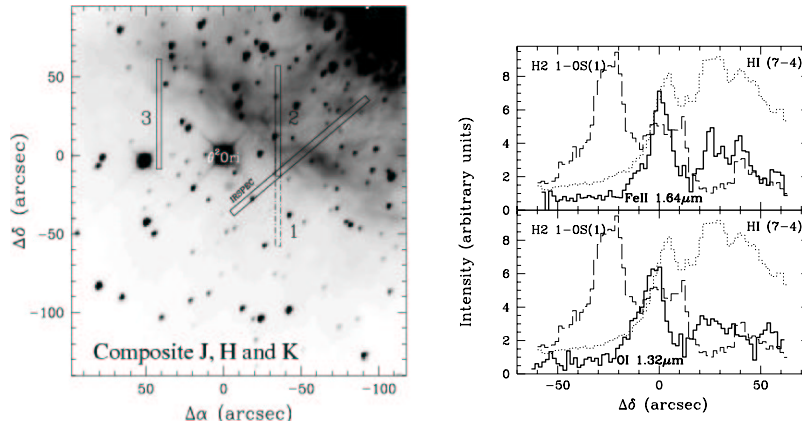 50
0
−50
−100
Δδ (arcsec)
3
2
θ²Ori
IRSPEC
1
Composite J, H and K
50
0
−50
−100
Δα (arcsec)
H2 1−0S(1)
HI (7−4)
8
6
4
2
FeII 1.64μm
H2 1−0S(1)
HI (7−4)
8
6
4
2
0
OI 1.32μm
Intensity (arbitrary units)
−50
0
50
Δδ (arcsec)